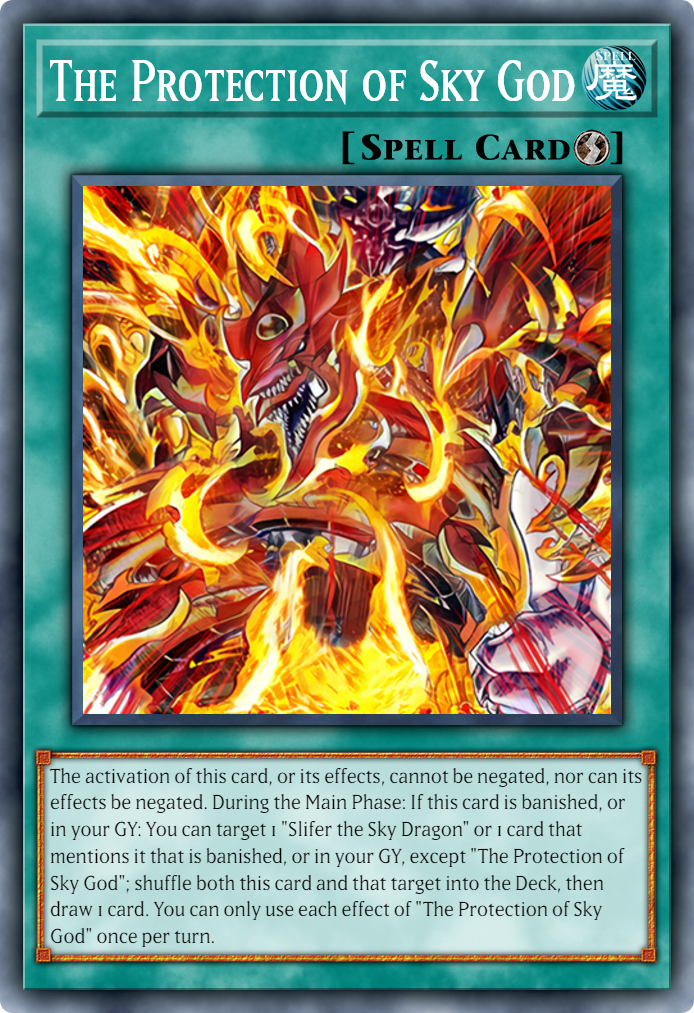 The Protection of Sky God
SPELL
魔
[Spell Card]
The activation of this card, or its effects, cannot be negated, nor can its
effects be negated. During the Main Phase: If this card is banished, or
in your GY: You can target 1 "Slifer the Sky Dragon" or 1 card that
mentions it that is banished, or in your GY, except "The Protection of
Sky God"; shuffle both this card and that target into the Deck, then
draw 1 card. You can only use each effect of "The Protection of Sky
God" once per turn.